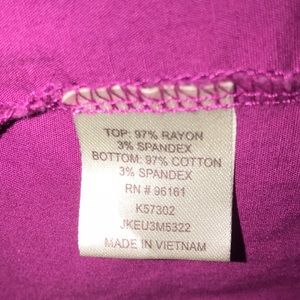 TOP: 97% RAYON
3% SPANDEX
BOTTOM: 97% COTTON
3% SPANDEX
RN # 96161
K57302
JKEU3M5322
MADE IN VIETNAM